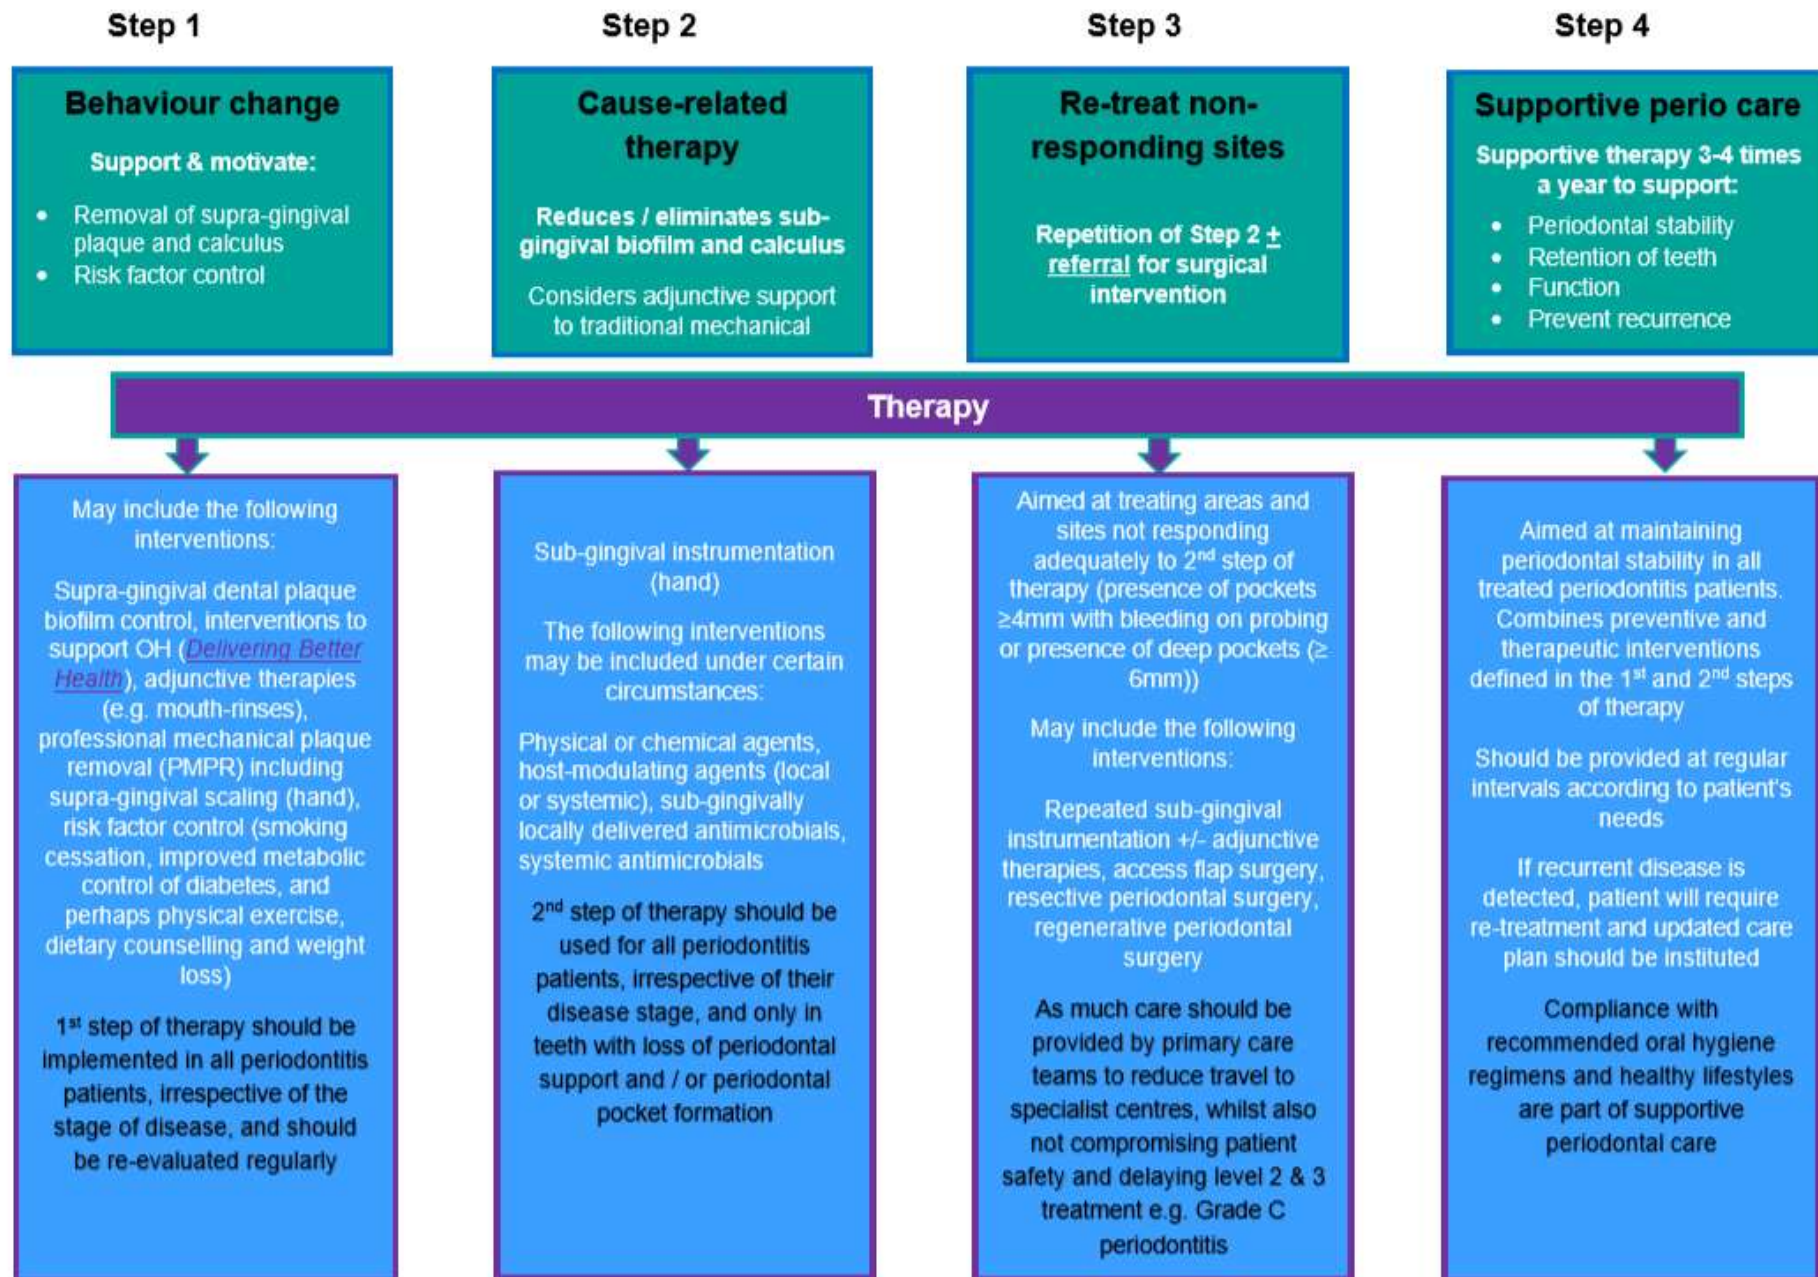 Step 1
Step 2
Step 3
Step 4
Behaviour change
Support & motivate:
• Removal of supra-gingival
plaque and calculus
• Risk factor control
Cause-related
therapy
Reduces / eliminates sub-
gingival biofilm and calculus
Considers adjunctive support
to traditional mechanical
Re-treat non-
responding sites
Repetition of Step 2 ±
referral for surgical
intervention
Supportive perio care
Supportive therapy 3-4 times
a year to support:
• Periodontal stability
• Retention of teeth
• Function
• Prevent recurrence
Therapy
May include the following
interventions:
Supra-gingival dental plaque
biofilm control, interventions to
support OH (Delivering Better
Health), adjunctive therapies
(e.g. mouth-rinses),
professional mechanical plaque
removal (PMPR) including
supra-gingival scaling (hand),
risk factor control (smoking
cessation, improved metabolic
control of diabetes, and
perhaps physical exercise,
dietary counselling and weight
loss)
1st step of therapy should be
implemented in all periodontitis
patients, irrespective of the
stage of disease, and should
be re-evaluated regularly
Sub-gingival instrumentation
(hand)
The following interventions
may be included under certain
circumstances:
Physical or chemical agents,
host-modulating agents (local
or systemic), sub-gingivally
locally delivered antimicrobials,
systemic antimicrobials
2nd step of therapy should be
used for all periodontitis
patients, irrespective of their
disease stage, and only in
teeth with loss of periodontal
support and / or periodontal
pocket formation
Aimed at treating areas and
sites not responding
adequately to 2nd step of
therapy (presence of pockets
≥4mm with bleeding on probing
or presence of deep pockets (≥
6mm))
May include the following
interventions:
Repeated sub-gingival
instrumentation +/- adjunctive
therapies, access flap surgery,
resective periodontal surgery,
regenerative periodontal
surgery
As much care should be
provided by primary care
teams to reduce travel to
specialist centres, whilst also
not compromising patient
safety and delaying level 2 & 3
treatment e.g. Grade C
periodontitis
Aimed at maintaining
periodontal stability in all
treated periodontitis patients.
Combines preventive and
therapeutic interventions
defined in the 1st and 2nd steps
of therapy
Should be provided at regular
intervals according to patient's
needs
If recurrent disease is
detected, patient will require
re-treatment and updated care
plan should be instituted
Compliance with
recommended oral hygiene
regimens and healthy lifestyles
are part of supportive
periodontal care